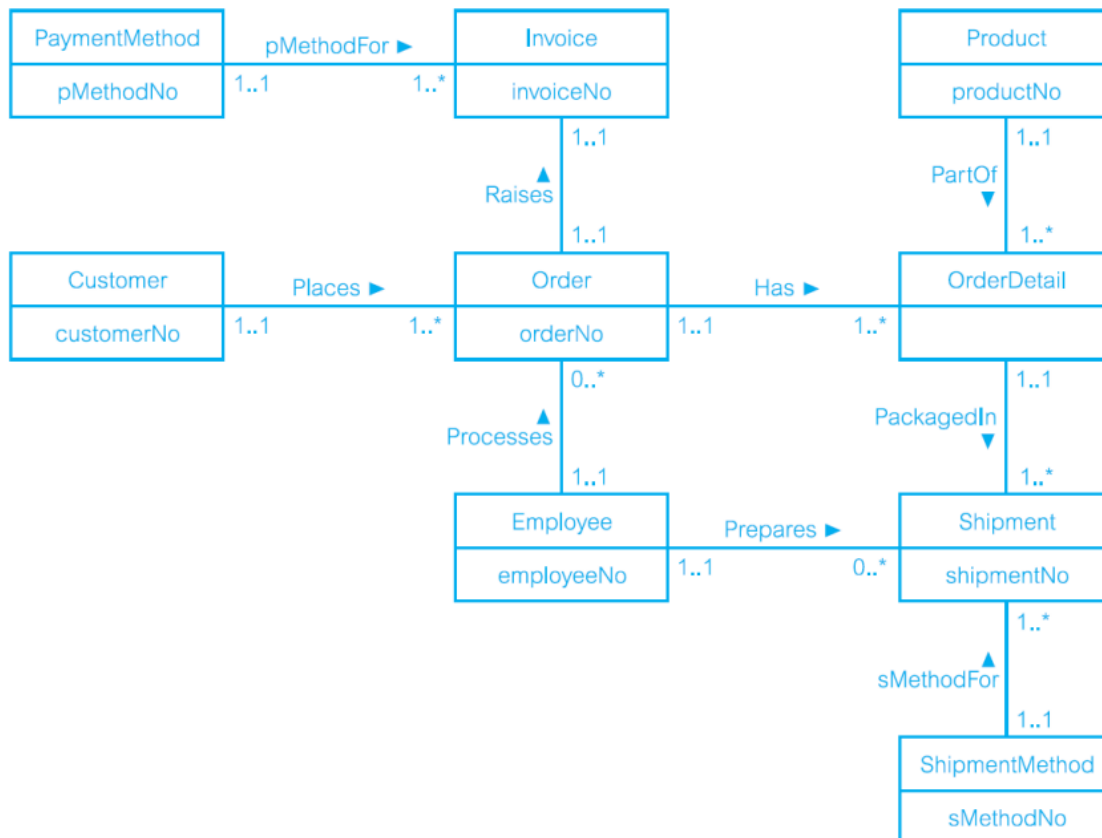 PaymentMethod
pMethodNo
pMethodFor ►
1..1
1..*
Invoice
invoiceNo
Product
productNo
1..1
▲
Raises
1..1
1..1
PartOf
▼
1..*
Customer
customerNo
Places ►
1..1
1..*
Order
orderNo
Has ►
1..1
1..*
OrderDetail
0..*
▲
Processes
1..1
1..1
PackagedIn
▼
1..*
Employee
employeeNo
Prepares ►
1..1
0..*
Shipment
shipmentNo
1..*
▲
sMethodFor
1..1
ShipmentMethod
sMethodNo